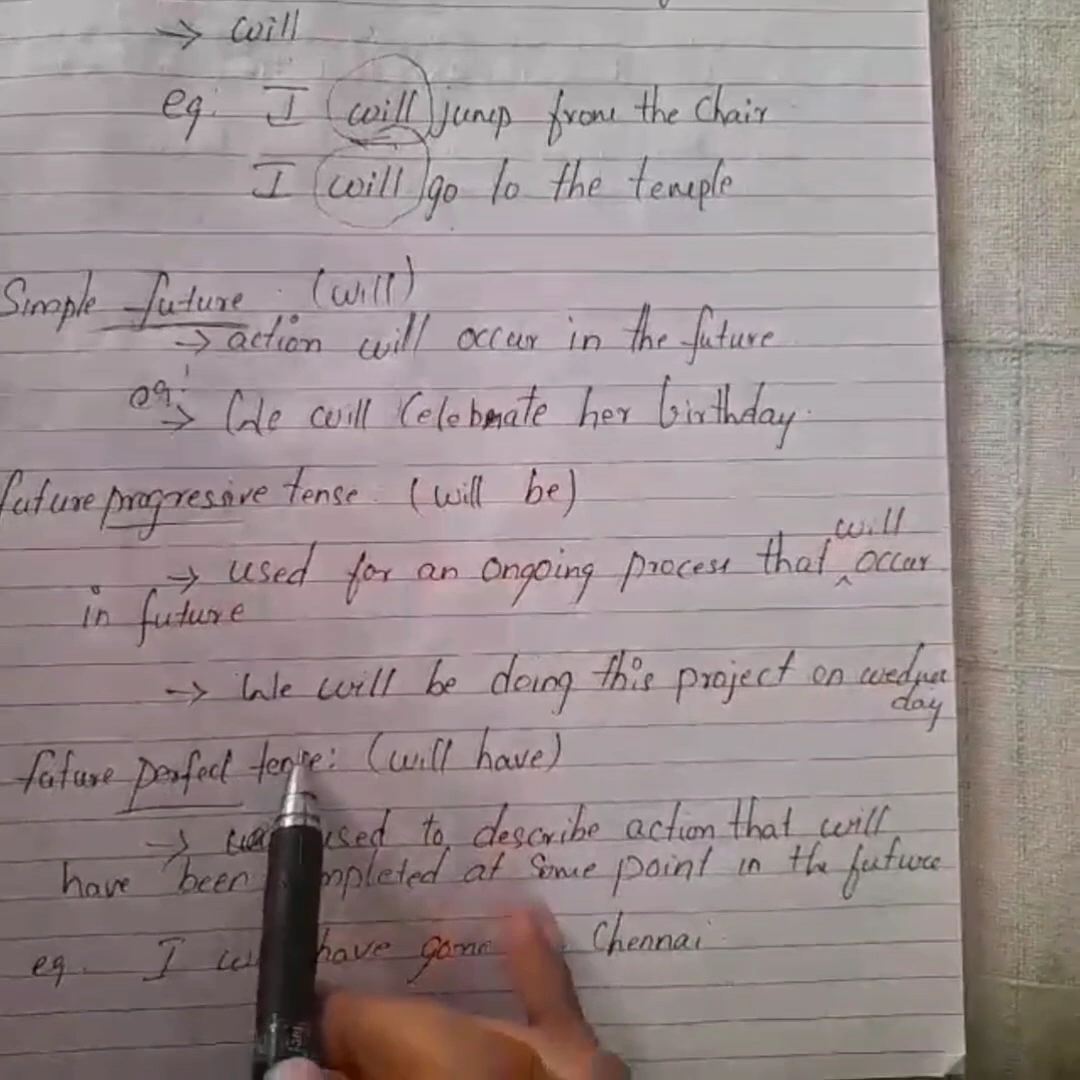 → will
eg: I will jump from the Chair
I will go to the temple
Simple future (will)
→ action will occur in the future
eg:
→ We will Celebrate her birthday.
future progressive tense (will be)
will
→ used for an ongoing process that ^ occur
in future
→ We will be doing this project on wednes
day
future perfect tense: (will have)
→ used to describe action that will
have been completed at Some point in the future
eg. I will have gone Chennai